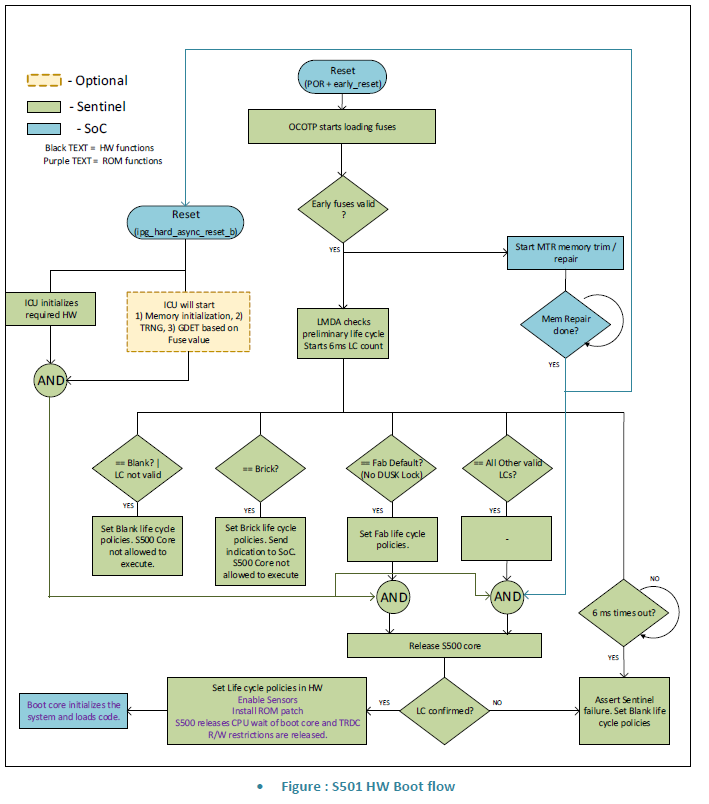 - Optional
- Sentinel
- SoC
Black TEXT = HW functions
Purple TEXT = ROM functions
Reset
(POR + early_reset)
OCOTP starts loading fuses
Early fuses valid
?
YES
Reset
(ipg_hard_async_reset_b)
Start MTR memory trim /
repair
ICU initializes
required HW
ICU will start
1) Memory initialization, 2)
TRNG, 3) GDET based on
Fuse value
LMDA checks
preliminary life cycle
Starts 6ms LC count
Mem Repair
done?
YES
AND
== Blank? |
LC not valid
== Brick?
== Fab Default?
(No DUSK Lock)
== All Other valid
LCs?
YES
YES
YES
YES
Set Blank life cycle
policies. S500 Core
not allowed to
execute.
Set Brick life cycle
policies. Send
indication to SoC.
S500 Core not
allowed to execute
Set Fab life cycle
policies.
-
AND
AND
NO
6 ms times out?
YES
Release S500 core
Boot core initializes the
system and loads code.
Set Life cycle policies in HW
Enable Sensors
Install ROM patch
S500 releases CPU wait of boot core and TRDC
R/W restrictions are released.
YES
LC confirmed?
NO
Assert Sentinel
failure. Set Blank life
cycle policies
• Figure : S501 HW Boot flow